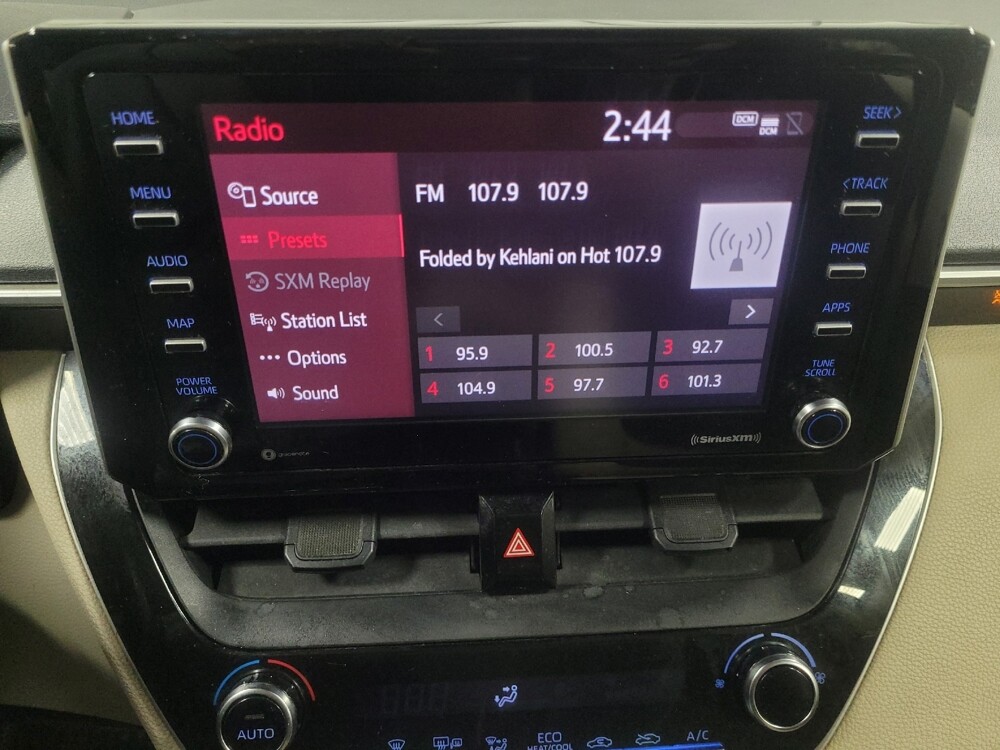 HOME
MENU
AUDIO
MAP
POWER
VOLUME
Radio
2:44
DCM
DCM
Source
Presets
SXM Replay
Station List
Options
Sound
FM 107.9 107.9
Folded by Kehlani on Hot 107.9
1 95.9
2 100.5
3 92.7
4 104.9
5 97.7
6 101.3
SEEK >
< TRACK
PHONE
APPS
TUNE
SCROLL
gracenote
((SiriusXM))
AUTO
ECO
HEAT/COOL
A/C